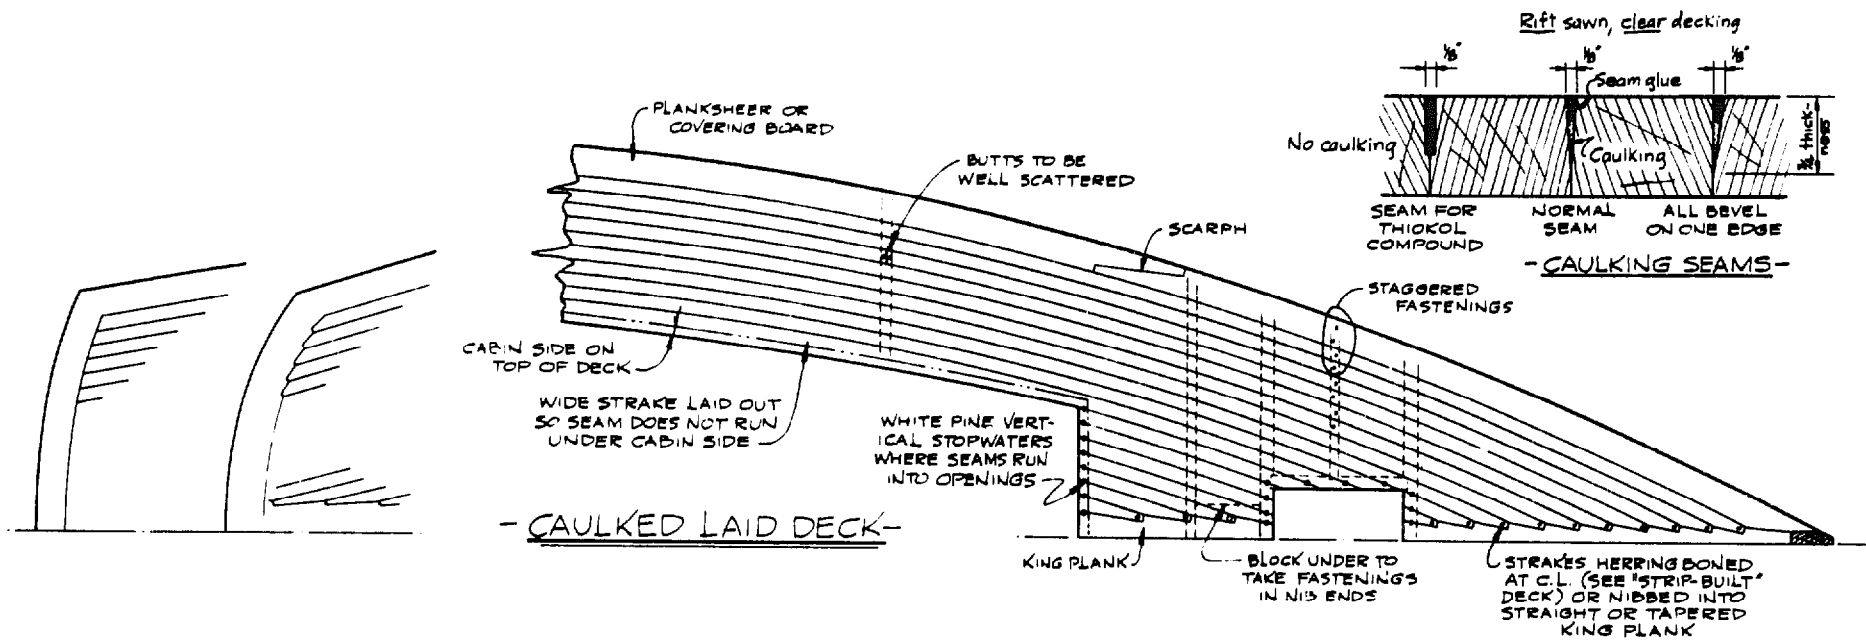 Rift sawn, clear decking
1/8"
1/8"
1/8"
Seam glue
No caulking
Caulking
3/4 thick-
ness
SEAM FOR
THIOKOL
COMPOUND
NORMAL
SEAM
ALL BEVEL
ON ONE EDGE
- CAULKING SEAMS -
PLANKSHEER OR
COVERING BOARD
BUTTS TO BE
WELL SCATTERED
SCARPH
STAGGERED
FASTENINGS
CABIN SIDE ON
TOP OF DECK
WIDE STRAKE LAID OUT
SO SEAM DOES NOT RUN
UNDER CABIN SIDE
WHITE PINE VERT-
ICAL STOPWATERS
WHERE SEAMS RUN
INTO OPENINGS
- CAULKED LAID DECK -
KING PLANK
BLOCK UNDER TO
TAKE FASTENINGS
IN NIB ENDS
STRAKES HERRING BONED
AT C.L. (SEE "STRIP-BUILT"
DECK) OR NIBBED INTO
STRAIGHT OR TAPERED
KING PLANK